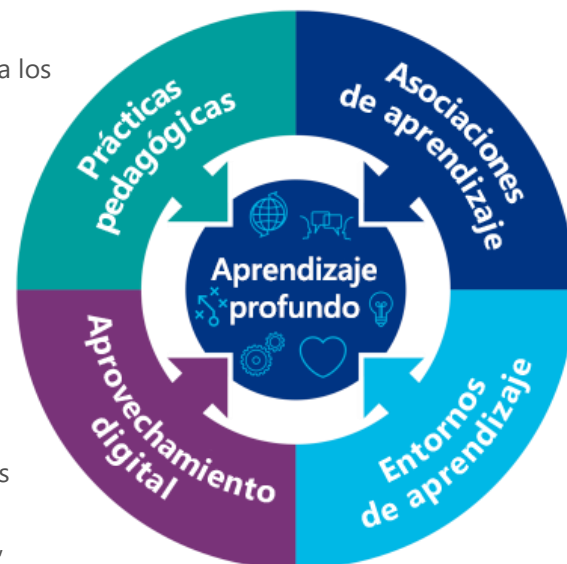 a los
Prácticas
pedagógicas
Asociaciones
de aprendizaje
Aprendizaje
profundo
Aprovechamiento
digital
Entornos
de aprendizaje
s
,